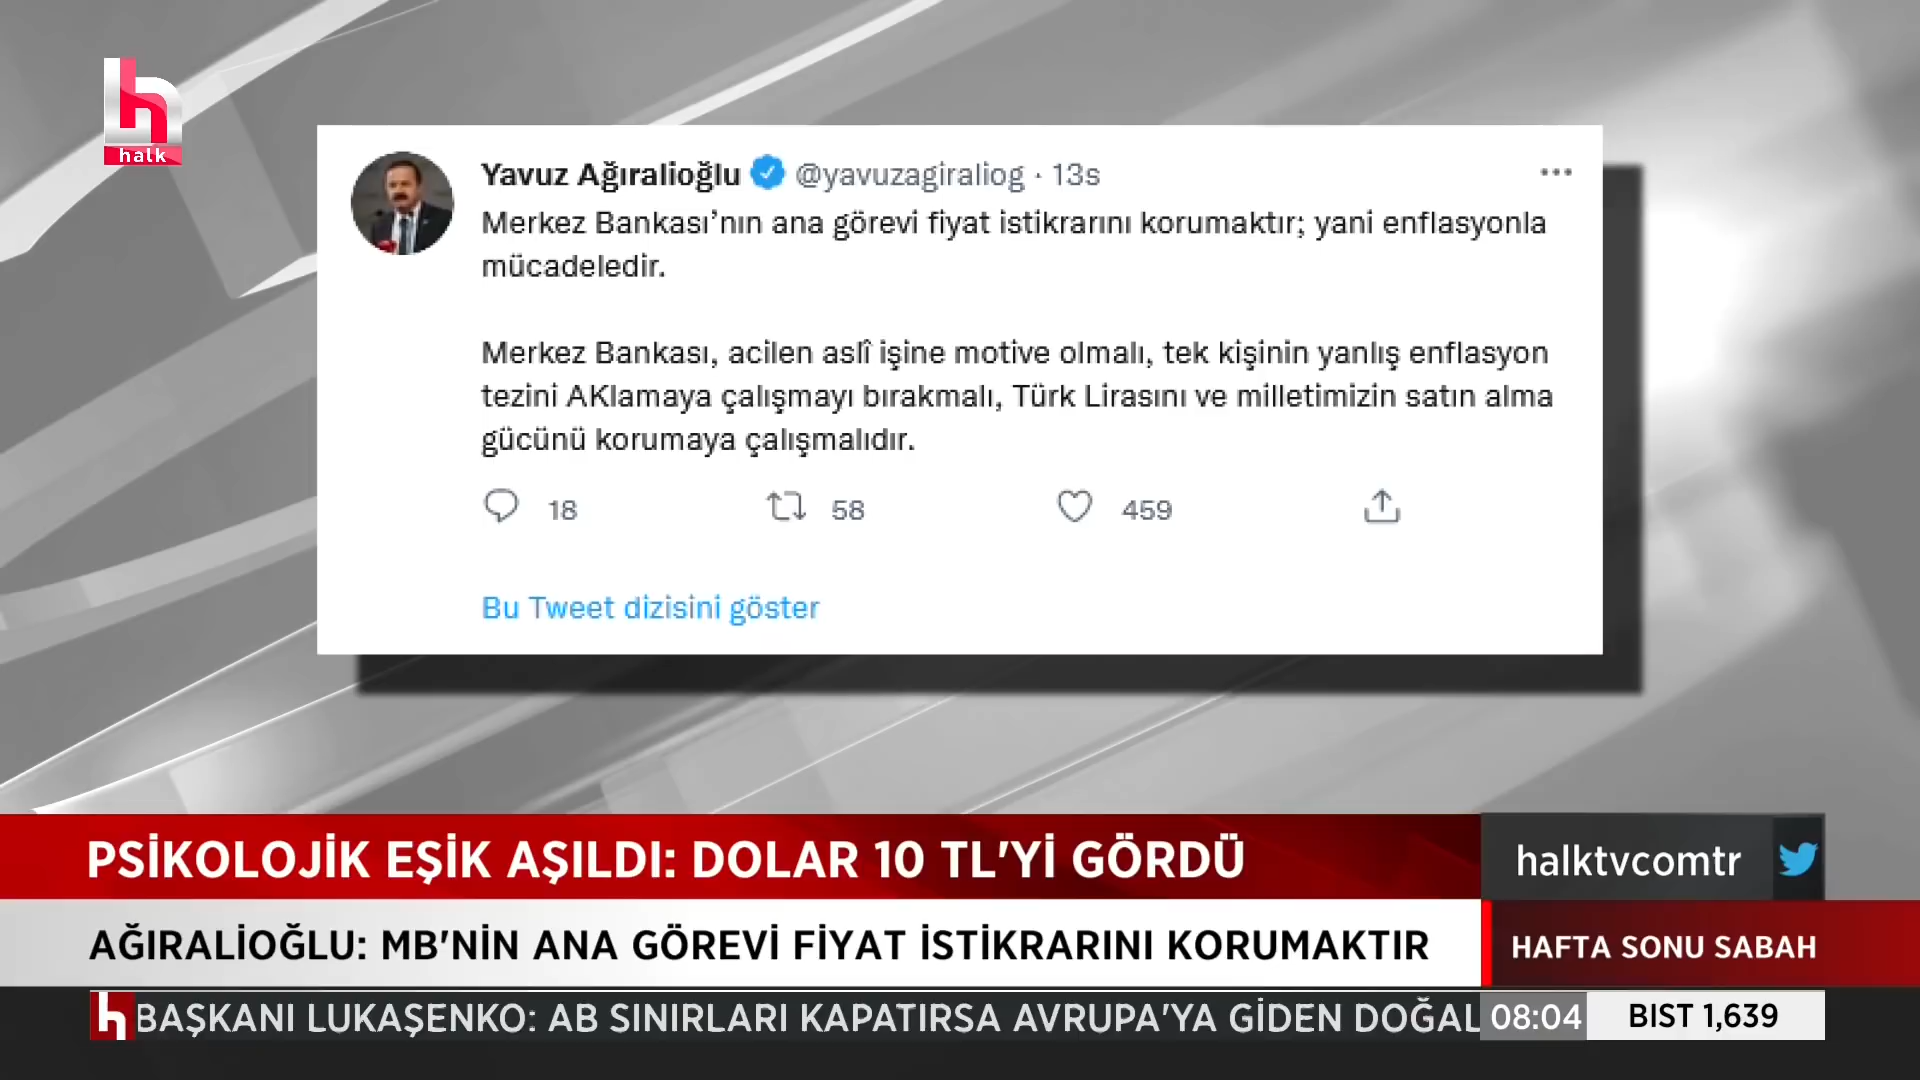 h
halk
Yavuz Ağıralioğlu @yavuzagiraliog · 13s
Merkez Bankası’nın ana görevi fiyat istikrarını korumaktır; yani enflasyonla
mücadeledir.
Merkez Bankası, acilen aslî işine motive olmalı, tek kişinin yanlış enflasyon
tezini AKlamaya çalışmayı bırakmalı, Türk Lirasını ve milletimizin satın alma
gücünü korumaya çalışmalıdır.
18 58 459
Bu Tweet dizisini göster
PSİKOLOJİK EŞİK AŞILDI: DOLAR 10 TL'Yİ GÖRDÜ
halktvcomtr
AĞIRALİOĞLU: MB'NİN ANA GÖREVİ FİYAT İSTİKRARINI KORUMAKTIR
HAFTA SONU SABAH
h BAŞKANI LUKAŞENKO: AB SINIRLARI KAPATIRSA AVRUPA'YA GİDEN DOĞAL
08:04
BIST 1,639